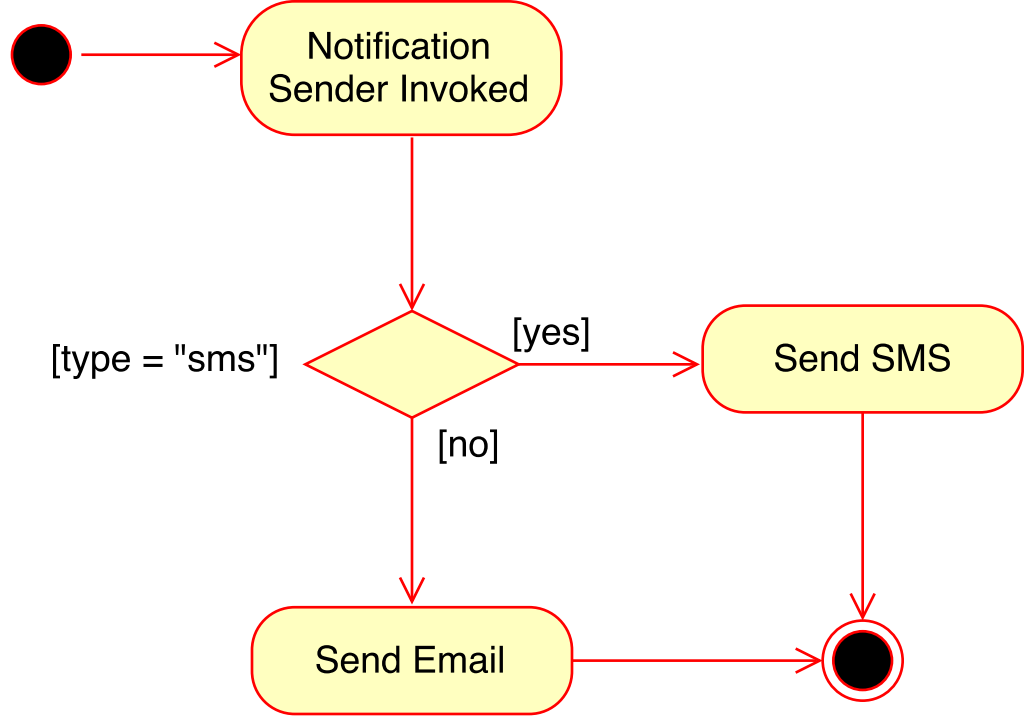 Notification
Sender Invoked
[type = "sms"]
[yes]
Send SMS
[no]
Send Email